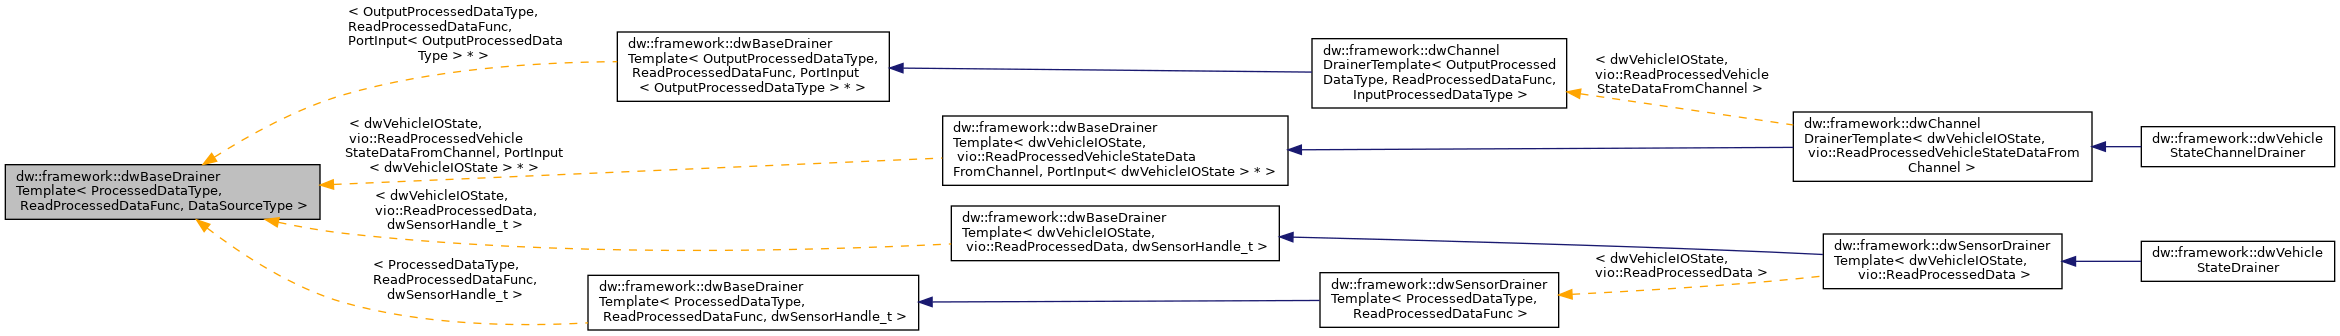 < OutputProcessedDataType,
ReadProcessedDataFunc,
PortInput< OutputProcessedData
Type > * >
dw::framework::dwBaseDrainer
Template< OutputProcessedDataType,
ReadProcessedDataFunc, PortInput
< OutputProcessedDataType > * >
dw::framework::dwChannel
DrainerTemplate< OutputProcessed
DataType, ReadProcessedDataFunc,
InputProcessedDataType >
< dwVehicleIOState,
vio::ReadProcessedVehicle
StateDataFromChannel >
< dwVehicleIOState,
vio::ReadProcessedVehicle
StateDataFromChannel, PortInput
< dwVehicleIOState > * >
dw::framework::dwBaseDrainer
Template< dwVehicleIOState,
vio::ReadProcessedVehicleStateData
FromChannel, PortInput< dwVehicleIOState > * >
dw::framework::dwChannel
DrainerTemplate< dwVehicleIOState,
vio::ReadProcessedVehicleStateDataFrom
Channel >
dw::framework::dwVehicle
StateChannelDrainer
dw::framework::dwBaseDrainer
Template< ProcessedDataType,
ReadProcessedDataFunc, DataSourceType >
< dwVehicleIOState,
vio::ReadProcessedData,
dwSensorHandle_t >
dw::framework::dwBaseDrainer
Template< dwVehicleIOState,
vio::ReadProcessedData, dwSensorHandle_t >
dw::framework::dwSensorDrainer
Template< dwVehicleIOState,
vio::ReadProcessedData >
dw::framework::dwVehicle
StateDrainer
< ProcessedDataType,
ReadProcessedDataFunc,
dwSensorHandle_t >
dw::framework::dwBaseDrainer
Template< ProcessedDataType,
ReadProcessedDataFunc, dwSensorHandle_t >
dw::framework::dwSensorDrainer
Template< ProcessedDataType,
ReadProcessedDataFunc >
< dwVehicleIOState,
vio::ReadProcessedData >